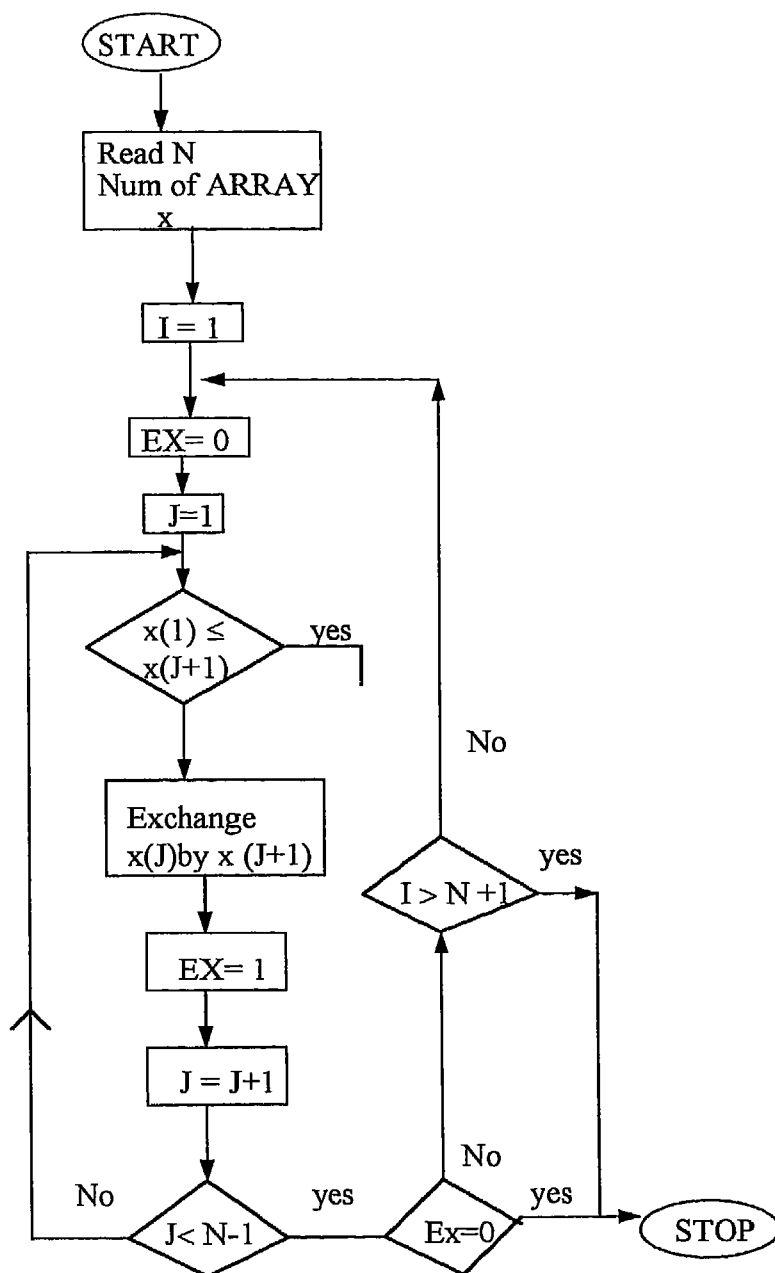 START
Read N
Num of ARRAY
x
I = 1
EX= 0
J=1
x(1) ≤
x(J+1)
yes
Exchange
x(J)by x (J+1)
EX= 1
J = J+1
No
J< N-1
yes
Ex=0
No
yes
I > N +1
yes
No
STOP